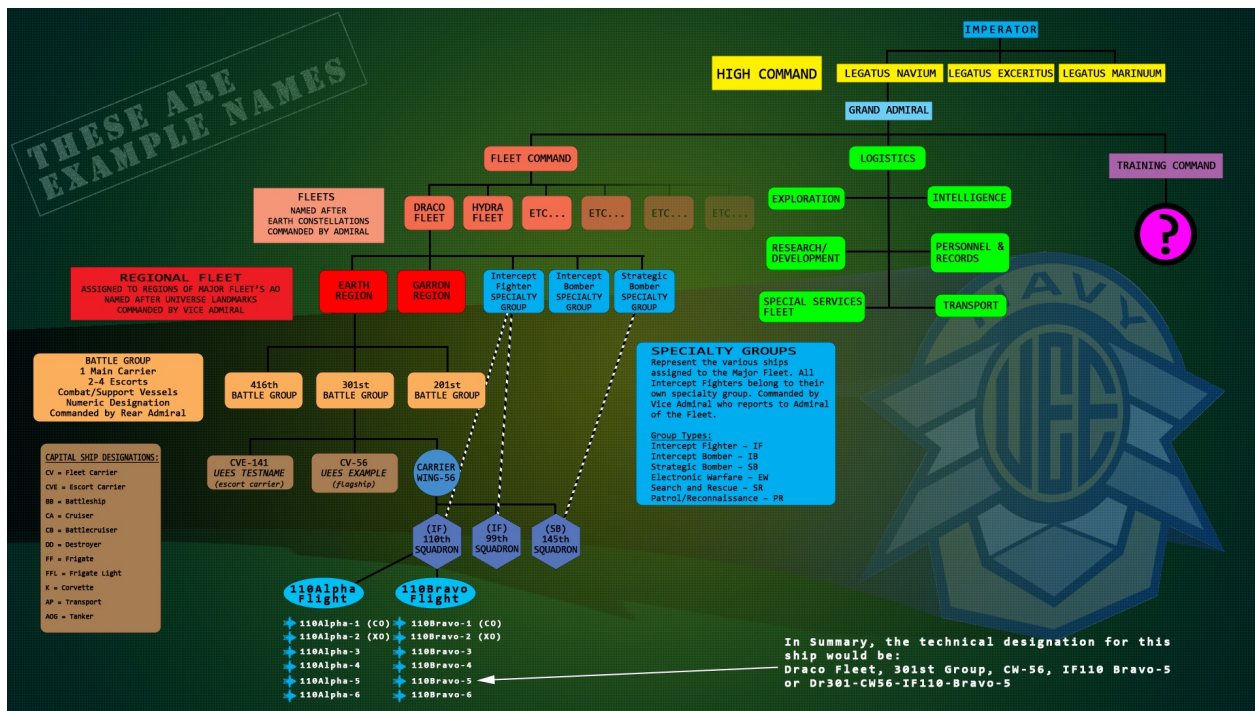 THESE ARE
EXAMPLE NAMES
IMPERATOR
HIGH COMMAND
LEGATUS NAVIUM
LEGATUS EXCERITUS
LEGATUS MARINUUM
GRAND ADMIRAL
FLEET COMMAND
LOGISTICS
TRAINING COMMAND
?
EXPLORATION
INTELLIGENCE
RESEARCH/
DEVELOPMENT
PERSONNEL &
RECORDS
SPECIAL SERVICES
FLEET
TRANSPORT
FLEETS
NAMED AFTER
EARTH CONSTELLATIONS
COMMANDED BY ADMIRAL
DRACO
FLEET
HYDRA
FLEET
ETC...
ETC...
ETC...
ETC...
REGIONAL FLEET
ASSIGNED TO REGIONS OF MAJOR FLEET'S AO
NAMED AFTER UNIVERSE LANDMARKS
COMMANDED BY VICE ADMIRAL
EARTH
REGION
GARRON
REGION
Intercept
Fighter
SPECIALTY
GROUP
Intercept
Bomber
SPECIALTY
GROUP
Strategic
Bomber
SPECIALTY
GROUP
BATTLE GROUP
1 Main Carrier
2-4 Escorts
Combat/Support Vessels
Numeric Designation
Commanded by Rear Admiral
416th
BATTLE GROUP
301st
BATTLE GROUP
201st
BATTLE GROUP
SPECIALTY GROUPS
Represent the various ships
assigned to the Major Fleet. All
Intercept Fighters belong to their
own specialty group. Commanded by
Vice Admiral who reports to Admiral
of the Fleet.
Group Types:
Intercept Fighter – IF
Intercept Bomber – IB
Strategic Bomber – SB
Electronic Warfare – EW
Search and Rescue – SR
Patrol/Reconnaissance – PR
NAVY
UEE
CAPITAL SHIP DESIGNATIONS:
CV = Fleet Carrier
CVE = Escort Carrier
BB = Battleship
CA = Cruiser
CB = Battlecruiser
DD = Destroyer
FF = Frigate
FFL = Frigate Light
K = Corvette
AP = Transport
AOG = Tanker
CVE-141
UEES TESTNAME
(escort carrier)
CV-56
UEES EXAMPLE
(flagship)
CARRIER
WING-56
(IF)
110th
SQUADRON
(IF)
99th
SQUADRON
(SB)
145th
SQUADRON
110Alpha
Flight
110Alpha-1 (CO)
110Alpha-2 (XO)
110Alpha-3
110Alpha-4
110Alpha-5
110Alpha-6
110Bravo
Flight
110Bravo-1 (CO)
110Bravo-2 (XO)
110Bravo-3
110Bravo-4
110Bravo-5
110Bravo-6
In Summary, the technical designation for this
ship would be:
Draco Fleet, 301st Group, CW-56, IF110 Bravo-5
or Dr301-CW56-IF110-Bravo-5